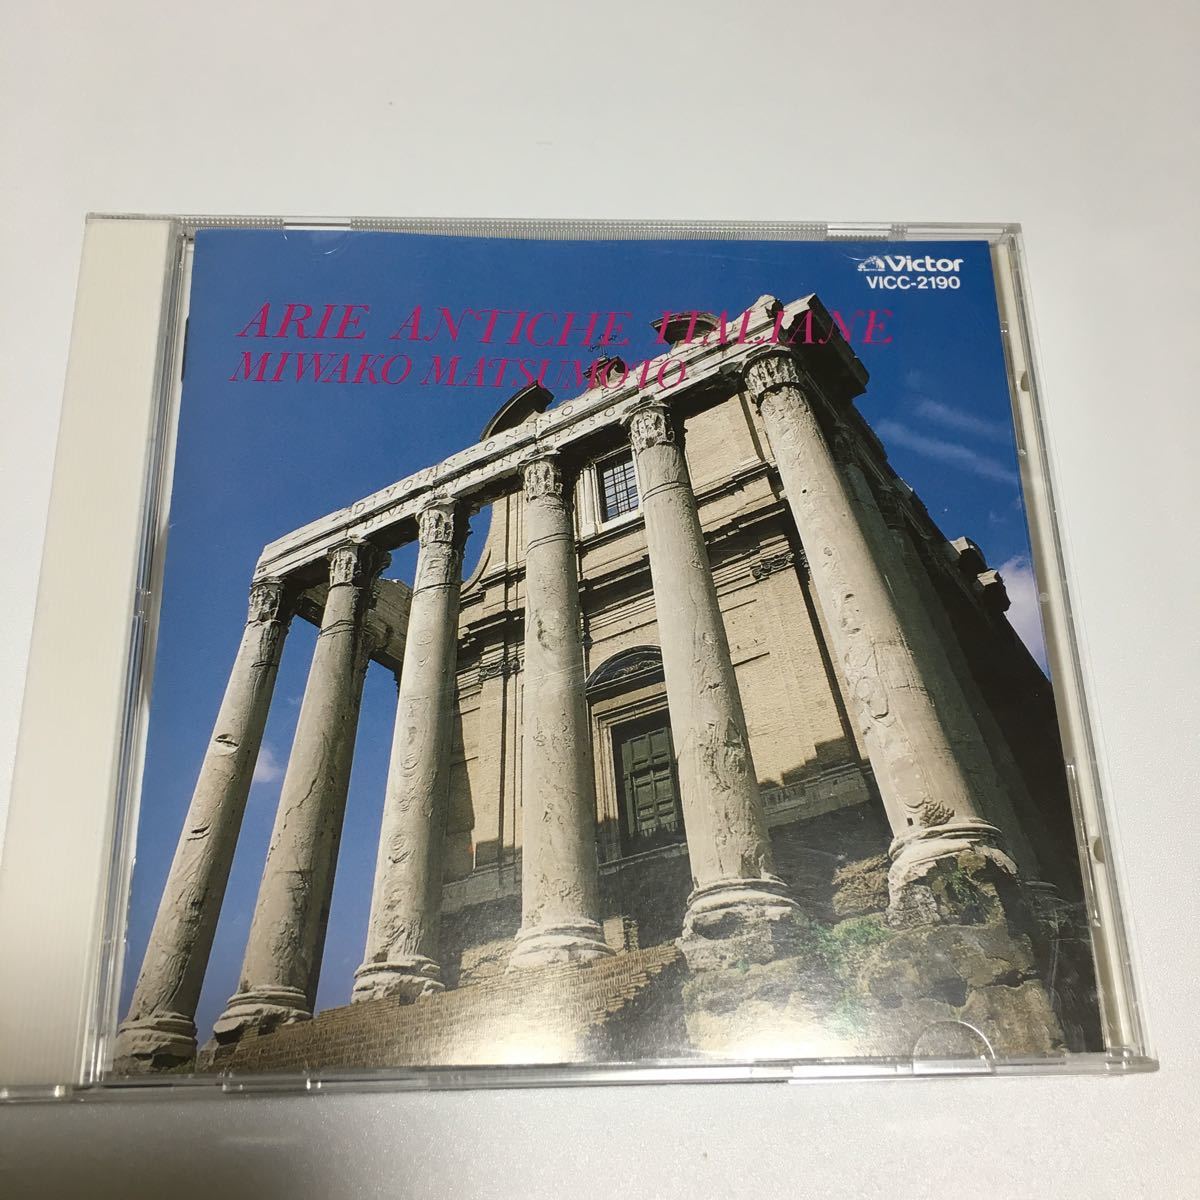 Victor
VICC-2190
ARIE ANTICHE ITALIANE
MIWAKO MATSUMOTO